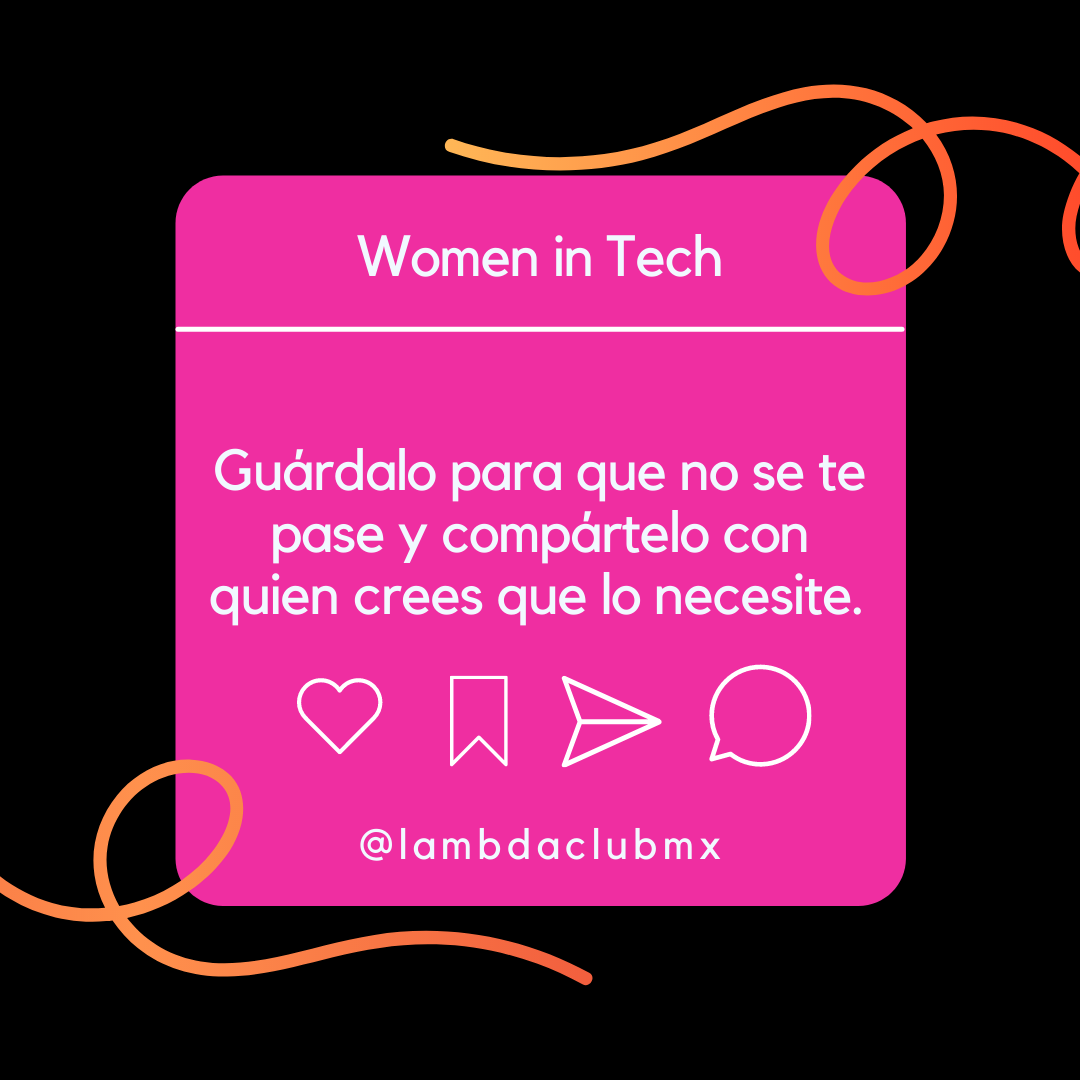 Women in Tech
Guárdalo para que no se te
pase y compártelo con
quien crees que lo necesite.
@lambdaclubmx